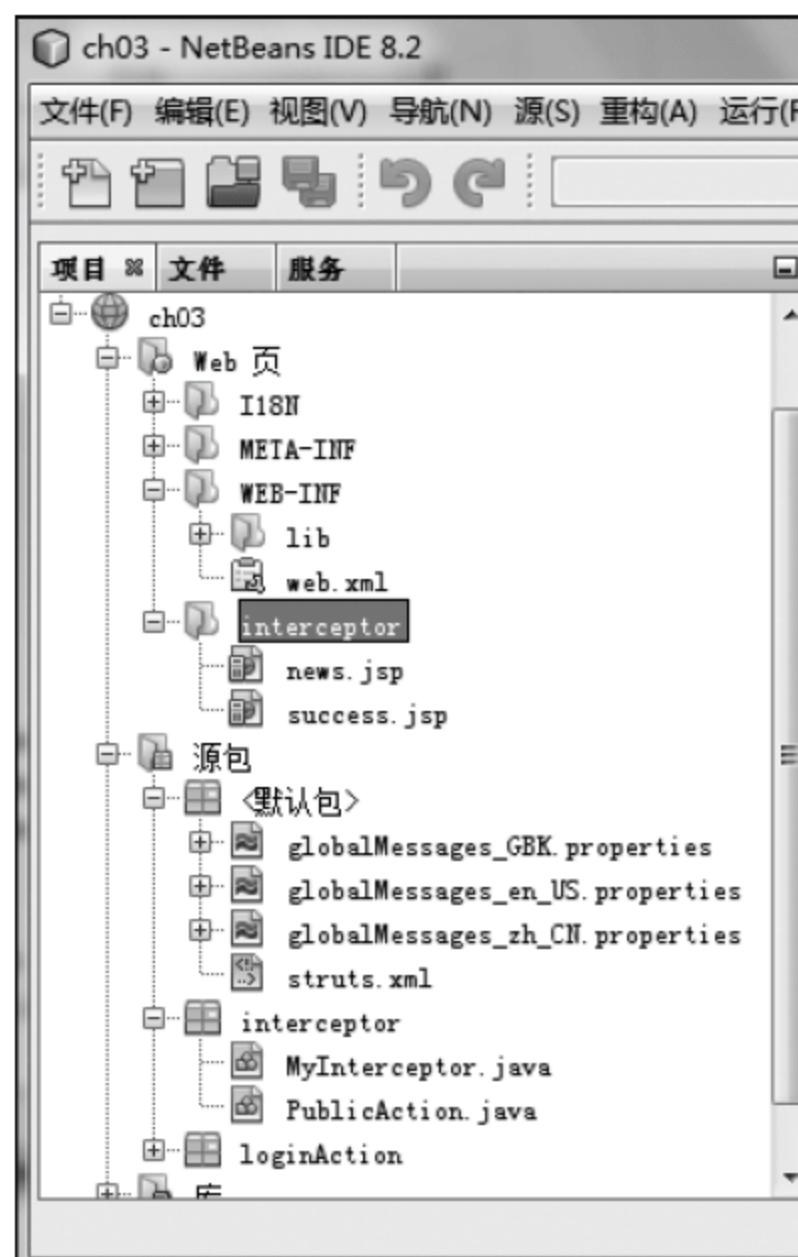 ch03 - NetBeans IDE 8.2
文件(F) 编辑(E) 视图(V) 导航(N) 源(S) 重构(A) 运行(F
项目 文件 服务
ch03
Web 页
I18N
META-INF
WEB-INF
lib
web.xml
interceptor
news.jsp
success.jsp
源包
<默认包>
globalMessages_GBK.properties
globalMessages_en_US.properties
globalMessages_zh_CN.properties
struts.xml
interceptor
MyInterceptor.java
PublicAction.java
loginAction
库